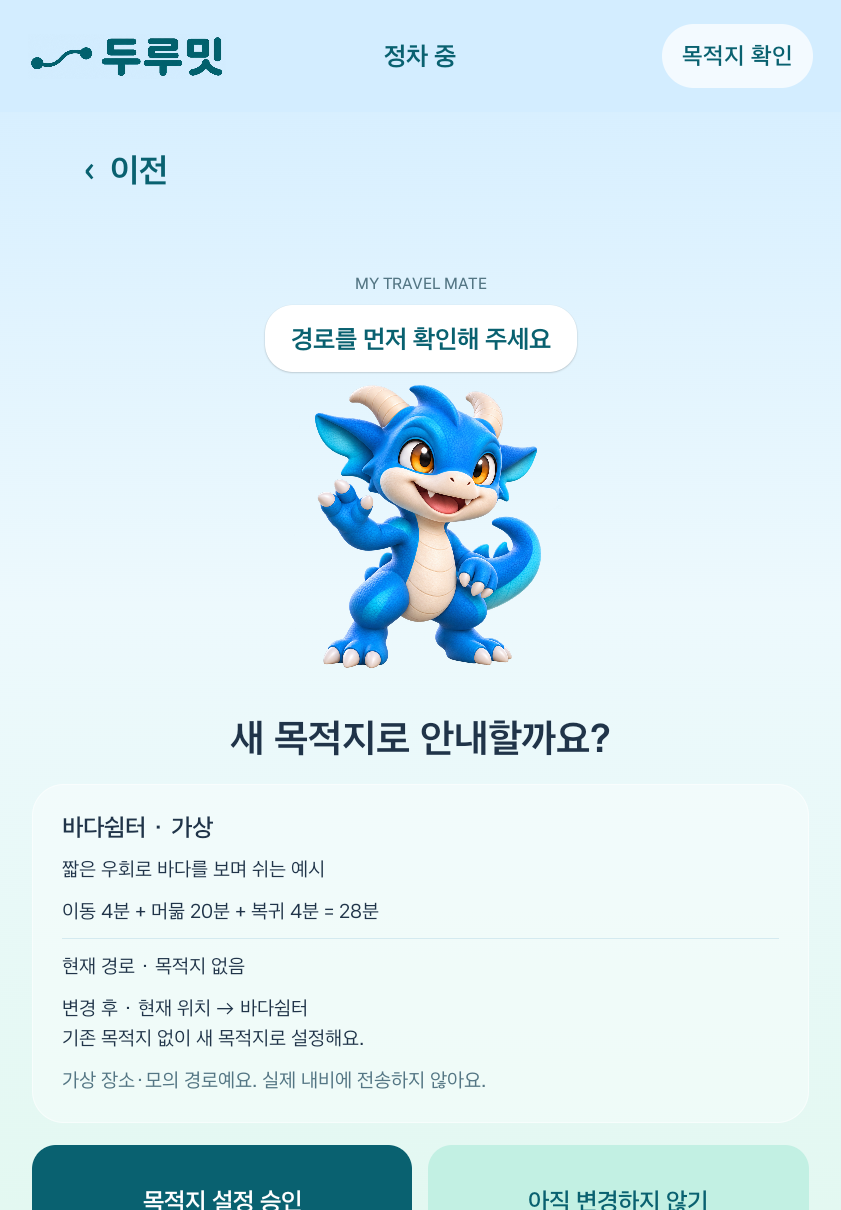 두루밋
정차 중
목적지 확인
‹ 이전
MY TRAVEL MATE
경로를 먼저 확인해 주세요
새 목적지로 안내할까요?
바다쉼터 · 가상
짧은 우회로 바다를 보며 쉬는 예시
이동 4분 + 머묾 20분 + 복귀 4분 = 28분
현재 경로 · 목적지 없음
변경 후 · 현재 위치 → 바다쉼터
기존 목적지 없이 새 목적지로 설정해요.
가상 장소·모의 경로예요. 실제 내비에 전송하지 않아요.
목적지 설정 승인
아직 변경하지 않기